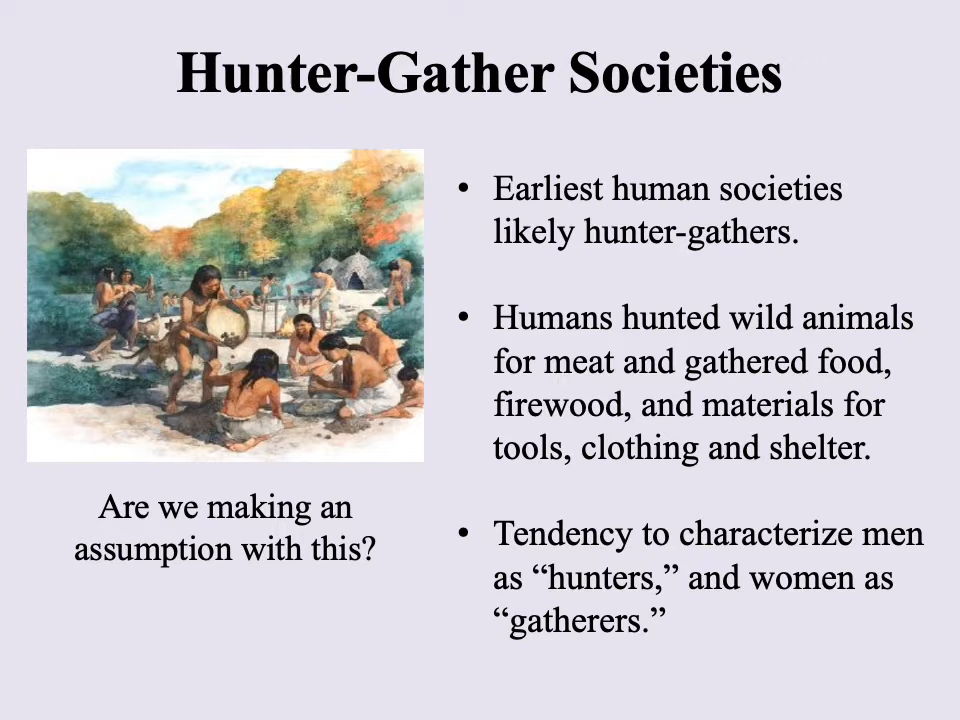 Hunter-Gather Societies
• Earliest human societies
likely hunter-gathers.
• Humans hunted wild animals
for meat and gathered food,
firewood, and materials for
tools, clothing and shelter.
• Tendency to characterize men
as “hunters,” and women as
“gatherers.”
Are we making an
assumption with this?